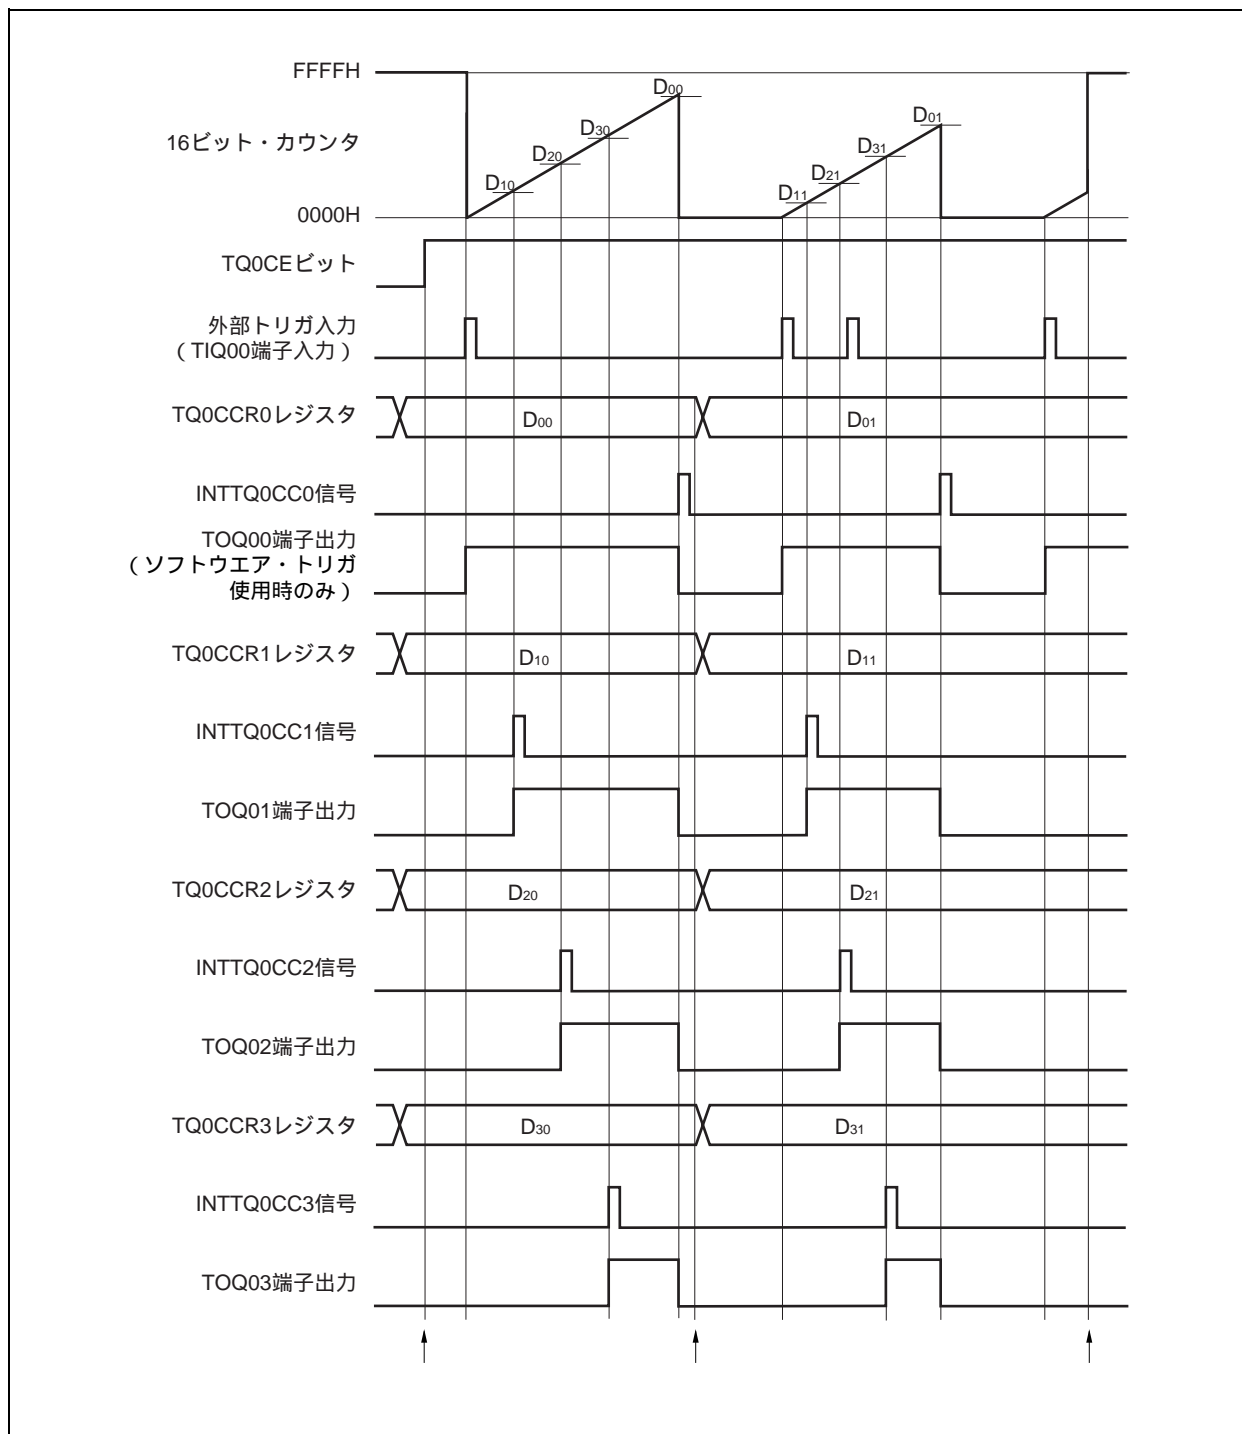 FFFFH
16ビット・カウンタ
0000H
D00
D30
D20
D10
D01
D31
D21
D11
TQ0CEビット
外部トリガ入力
(TIQ00端子入力)
TQ0CCR0レジスタ
D00
D01
INTTQ0CC0信号
TOQ00端子出力
(ソフトウエア・トリガ
使用時のみ)
TQ0CCR1レジスタ
D10
D11
INTTQ0CC1信号
TOQ01端子出力
TQ0CCR2レジスタ
D20
D21
INTTQ0CC2信号
TOQ02端子出力
TQ0CCR3レジスタ
D30
D31
INTTQ0CC3信号
TOQ03端子出力